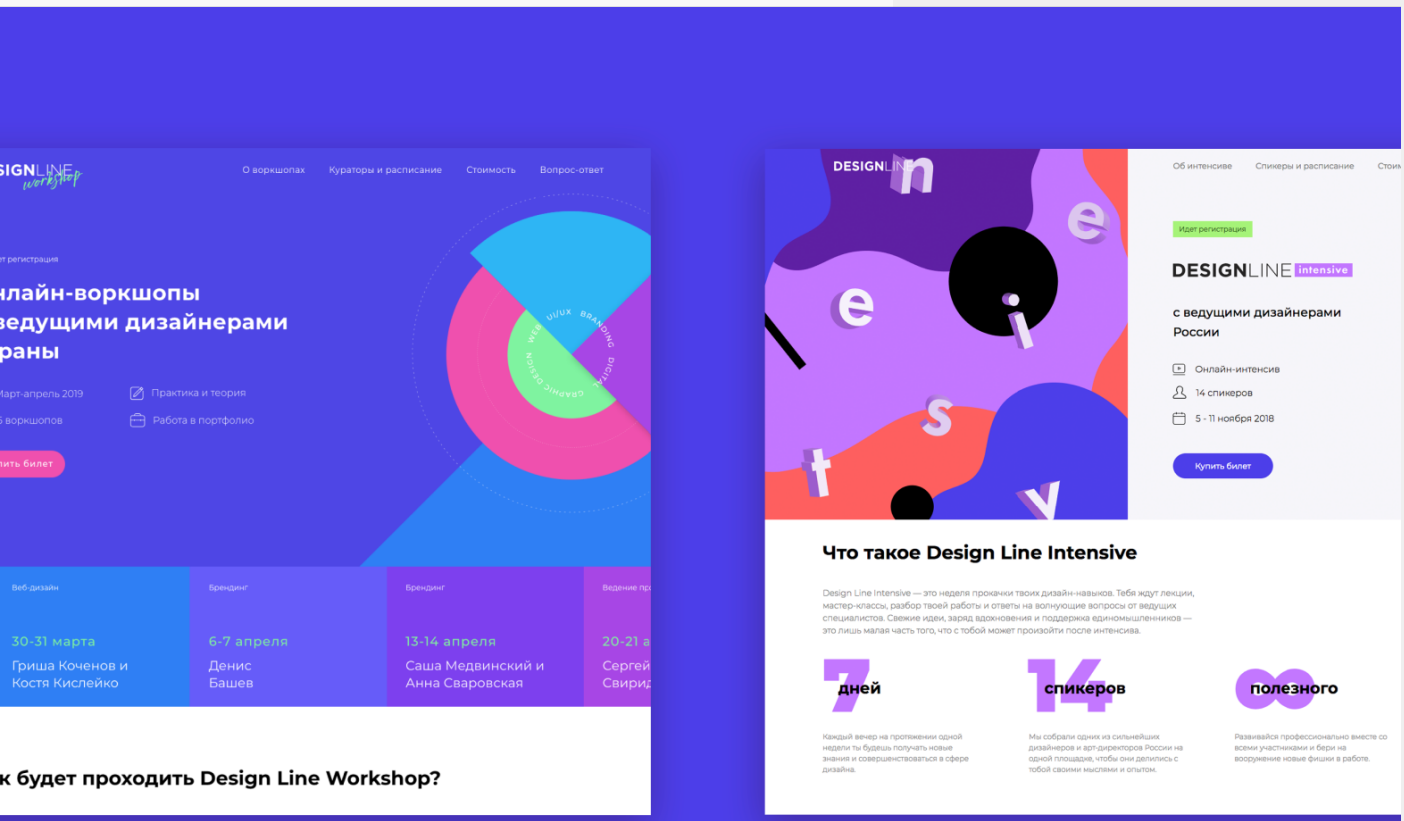 SIGNLINE
workshop
О воркшопах Кураторы и расписание Стоимость Вопрос-ответ
ет регистрация
нлайн-воркшопы
ведущими дизайнерами
раны
Март-апрель 2019 Практика и теория
6 воркшопов Работа в портфолио
пить билет
WEB UI/UX BRANDING DIGITAL GRAPHIC DESIGN
Веб-дизайн
30-31 марта
Гриша Коченов и
Костя Кислейко
Брендинг
6-7 апреля
Денис
Башев
Брендинг
13-14 апреля
Саша Медвинский и
Анна Сваровская
Ведение про
20-21 а
Сергей
Свирид
к будет проходить Design Line Workshop?
DESIGNLINE
i n t e n s i v e
Об интенсиве Спикеры и расписание Стоим
Идет регистрация
DESIGNLINE intensive
с ведущими дизайнерами
России
Онлайн-интенсив
14 спикеров
5 - 11 ноября 2018
Купить билет
Что такое Design Line Intensive
Design Line Intensive — это неделя прокачки твоих дизайн-навыков. Тебя ждут лекции,
мастер-классы, разбор твоей работы и ответы на волнующие вопросы от ведущих
специалистов. Свежие идеи, заряд вдохновения и поддержка единомышленников —
это лишь малая часть того, что с тобой может произойти после интенсива.
7 дней
Каждый вечер на протяжении одной
недели ты будешь получать новые
знания и совершенствоваться в сфере
дизайна.
14 спикеров
Мы собрали одних из сильнейших
дизайнеров и арт-директоров России на
одной площадке, чтобы они делились с
тобой своими мыслями и опытом.
∞ полезного
Развивайся профессионально вместе со
всеми участниками и бери на
вооружение новые фишки в работе.